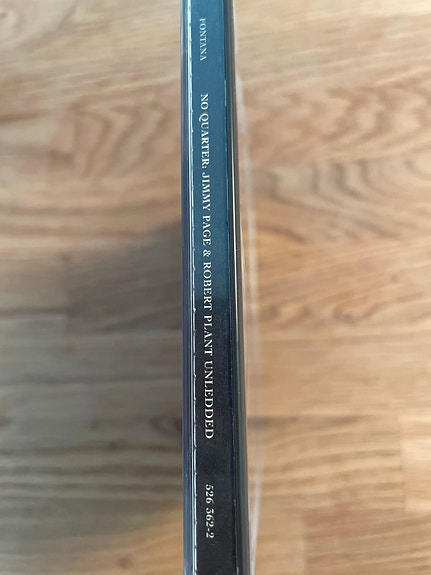 FONTANA
NO QUARTER: JIMMY PAGE & ROBERT PLANT UNLEDDED
526 362-2